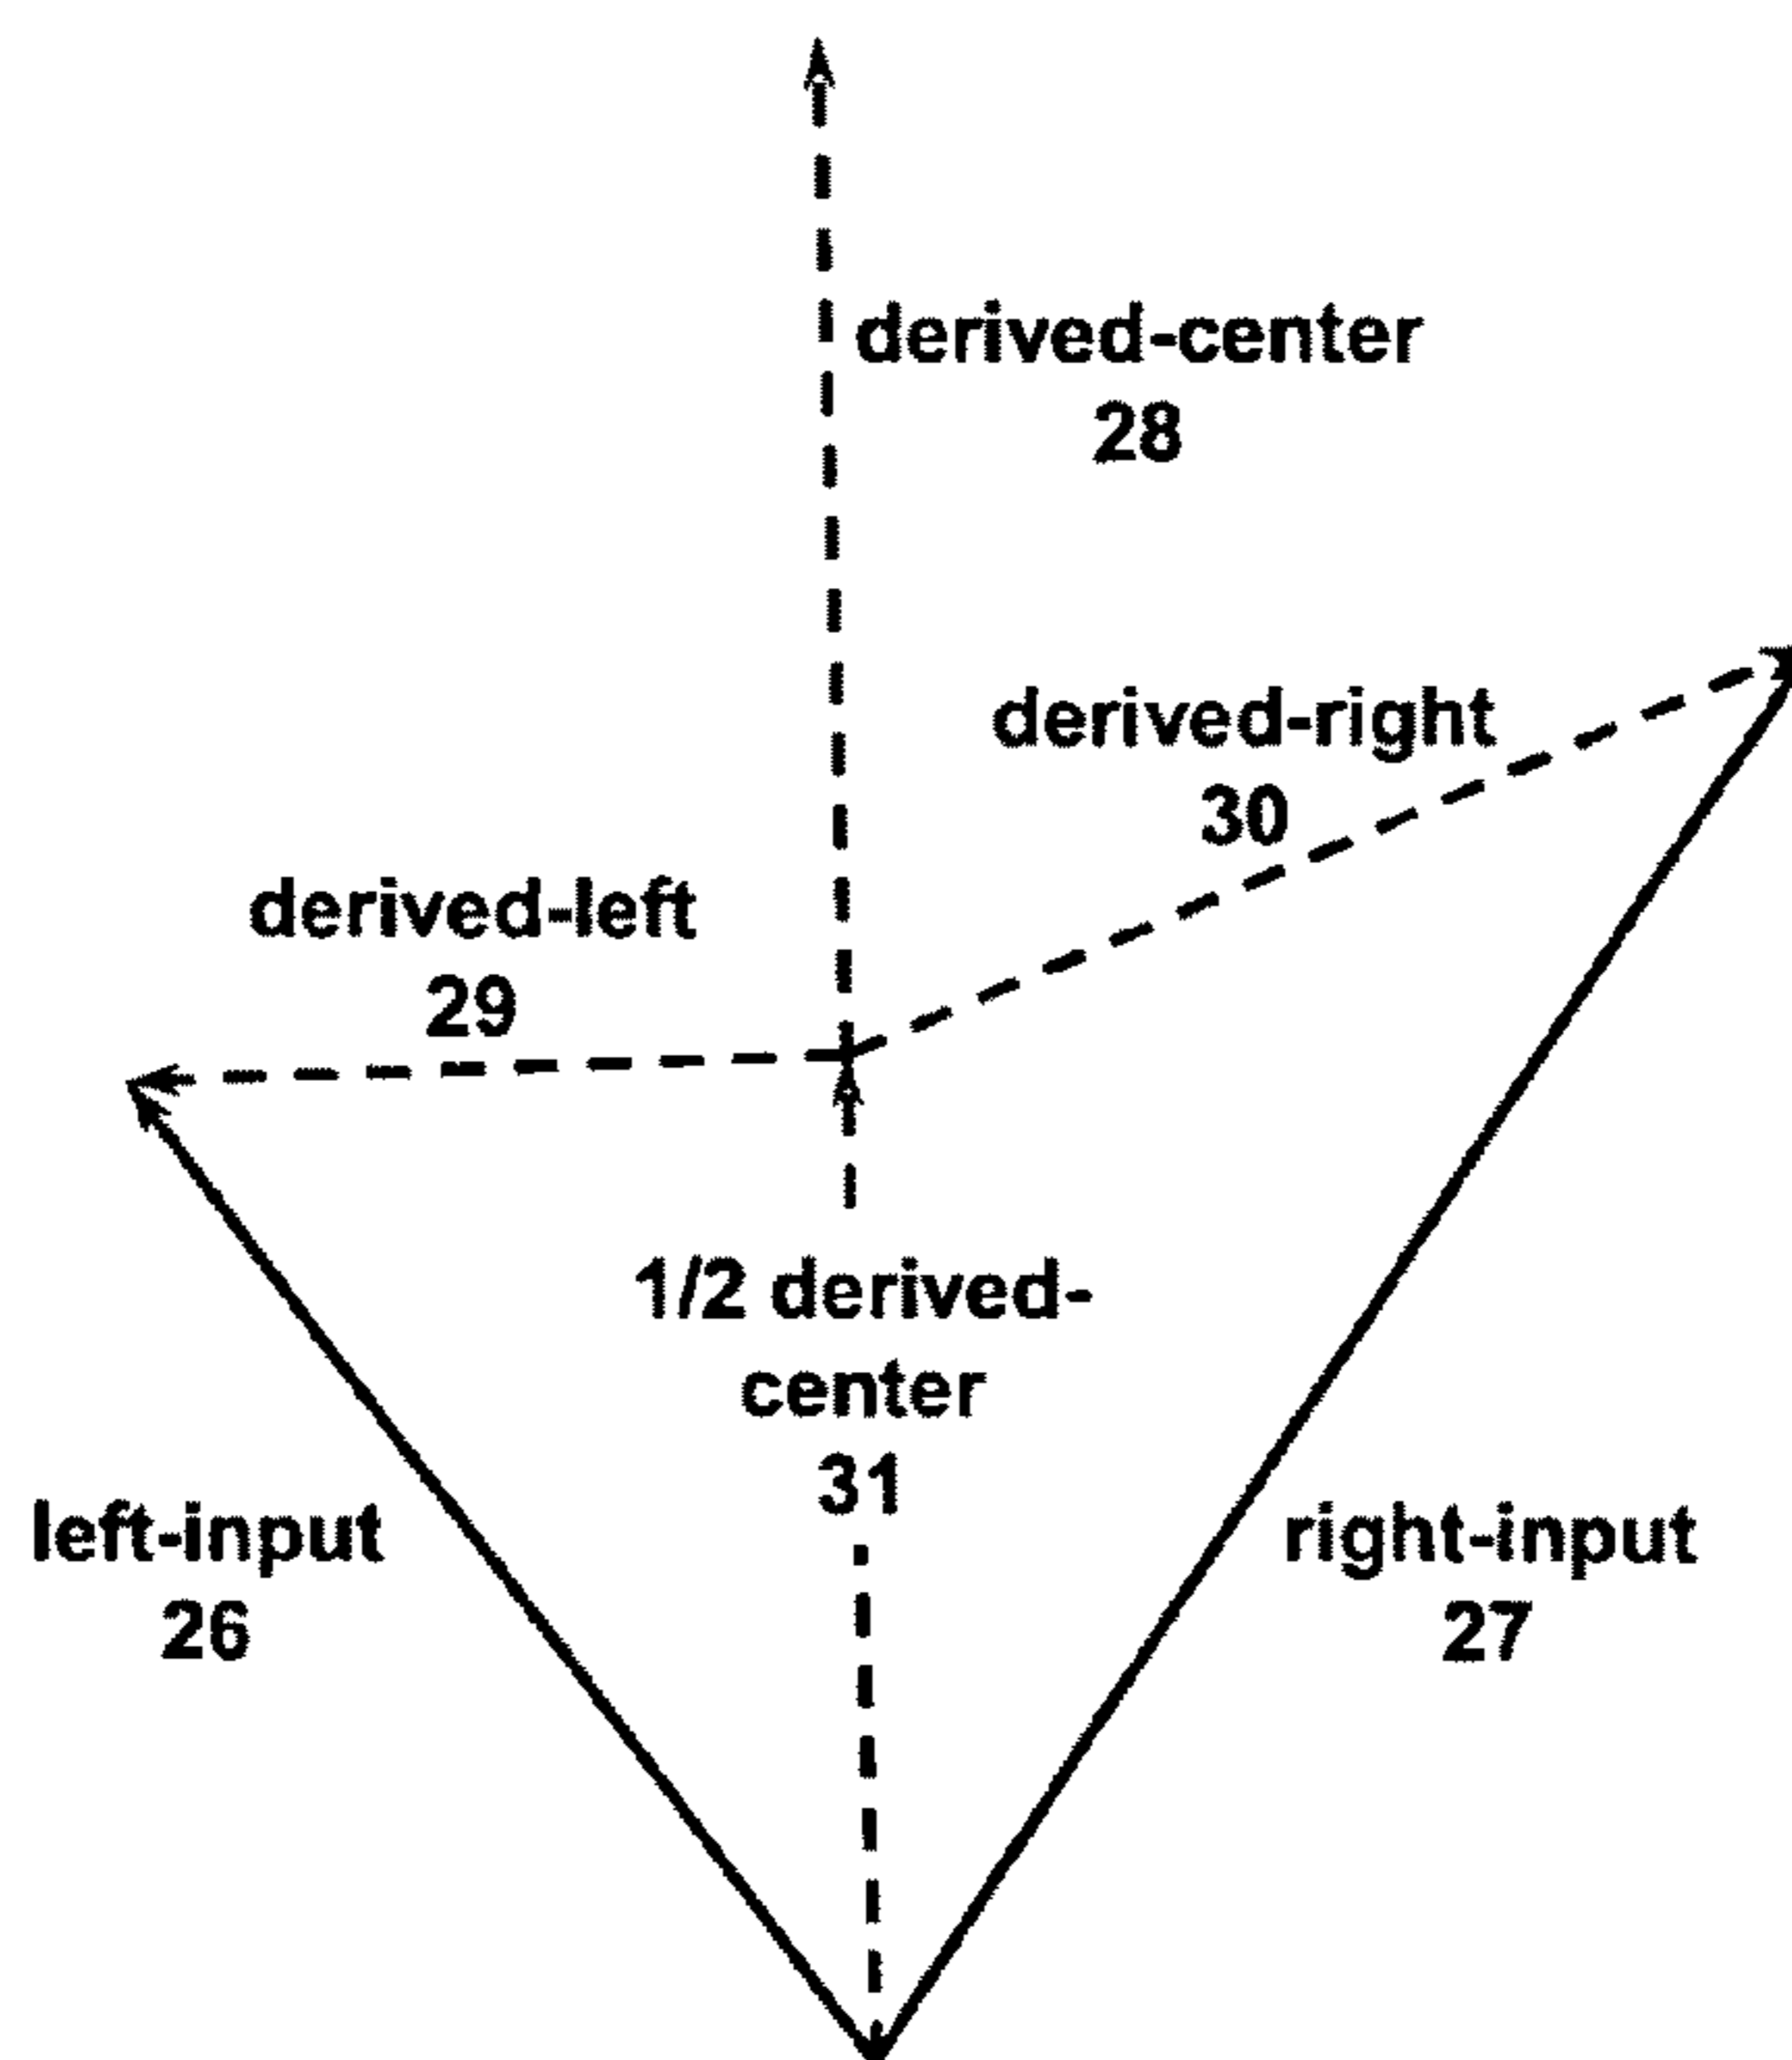 derived-center
28
derived-right
30
derived-left
29
1/2 derived-
center
31
left-input
26
right-input
27